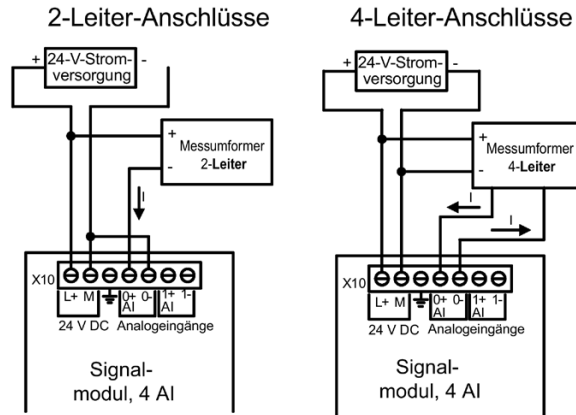 2-Leiter-Anschlüsse
+ 24-V-Strom- -
versorgung
+
Messumformer
- 2-Leiter
I
X10
L+ M 0+ 0- 1+ 1-
AI AI
24 V DC Analogeingänge
Signal-
modul, 4 AI
4-Leiter-Anschlüsse
+ 24-V-Strom- -
versorgung
+
Messumformer
- 4-Leiter
I
I
X10
L+ M 0+ 0- 1+ 1-
AI AI
24 V DC Analogeingänge
Signal-
modul, 4 AI